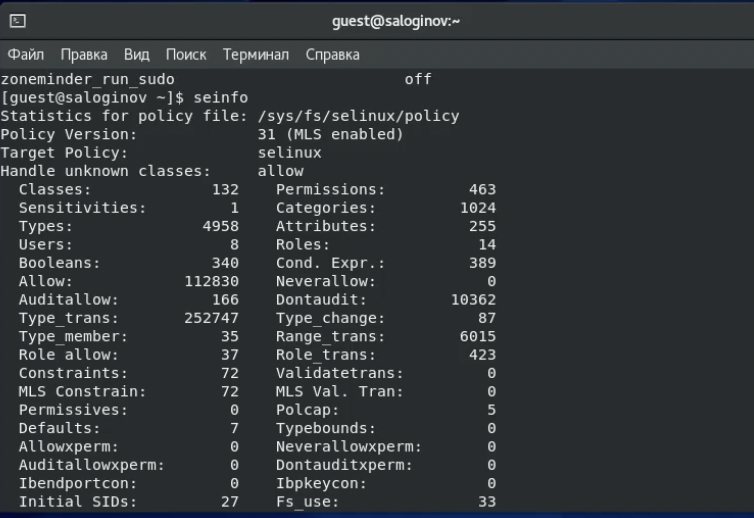 guest@saloginov:~
Файл Правка Вид Поиск Терминал Справка
zoneminder_run_sudo                            off
[guest@saloginov ~]$ seinfo
Statistics for policy file: /sys/fs/selinux/policy
Policy Version:             31 (MLS enabled)
Target Policy:              selinux
Handle unknown classes:     allow
  Classes:             132    Permissions:         463
  Sensitivities:         1    Categories:         1024
  Types:              4958    Attributes:          255
  Users:                 8    Roles:                14
  Booleans:            340    Cond. Expr.:         389
  Allow:            112830    Neverallow:            0
  Auditallow:          166    Dontaudit:         10362
  Type_trans:       252747    Type_change:          87
  Type_member:          35    Range_trans:        6015
  Role allow:           37    Role_trans:          423
  Constraints:          72    Validatetrans:         0
  MLS Constrain:        72    MLS Val. Tran:         0
  Permissives:           0    Polcap:                5
  Defaults:              7    Typebounds:            0
  Allowxperm:            0    Neverallowxperm:       0
  Auditallowxperm:       0    Dontauditxperm:        0
  Ibendportcon:          0    Ibpkeycon:             0
  Initial SIDs:         27    Fs_use:               33